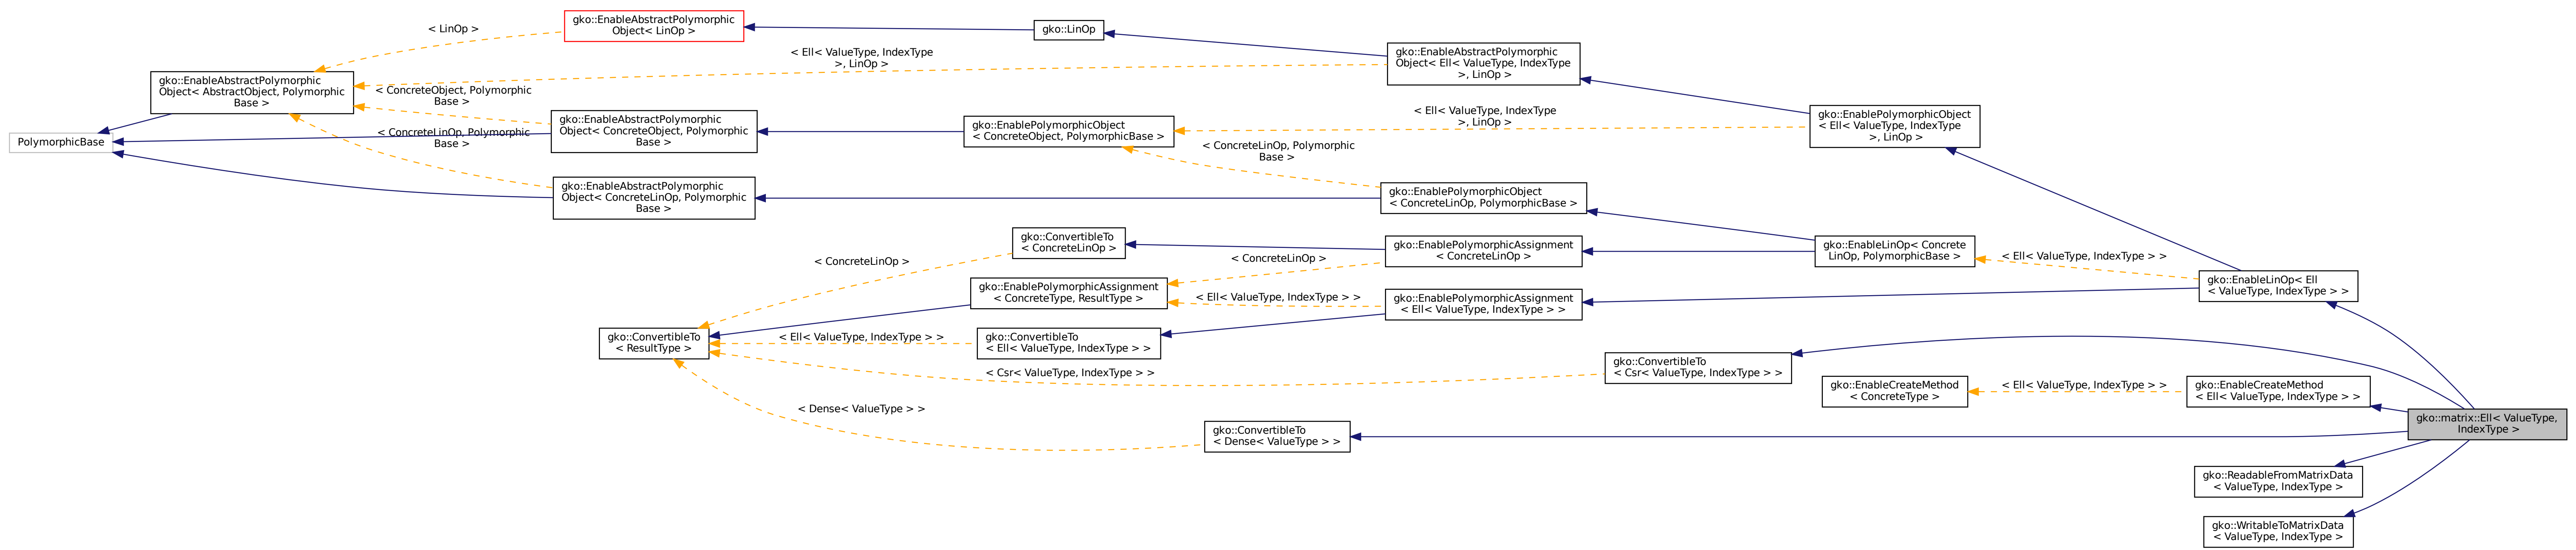 PolymorphicBase
gko::EnableAbstractPolymorphic
Object< AbstractObject, Polymorphic
Base >
< LinOp >
gko::EnableAbstractPolymorphic
Object< LinOp >
gko::LinOp
< Ell< ValueType, IndexType
>, LinOp >
gko::EnableAbstractPolymorphic
Object< Ell< ValueType, IndexType
>, LinOp >
< ConcreteObject, Polymorphic
Base >
gko::EnableAbstractPolymorphic
Object< ConcreteObject, Polymorphic
Base >
gko::EnablePolymorphicObject
< ConcreteObject, PolymorphicBase >
< Ell< ValueType, IndexType
>, LinOp >
gko::EnablePolymorphicObject
< Ell< ValueType, IndexType
>, LinOp >
< ConcreteLinOp, Polymorphic
Base >
gko::EnableAbstractPolymorphic
Object< ConcreteLinOp, Polymorphic
Base >
< ConcreteLinOp, Polymorphic
Base >
gko::EnablePolymorphicObject
< ConcreteLinOp, PolymorphicBase >
gko::ConvertibleTo
< ConcreteLinOp >
gko::EnablePolymorphicAssignment
< ConcreteLinOp >
gko::EnableLinOp< Concrete
LinOp, PolymorphicBase >
< Ell< ValueType, IndexType > >
gko::EnableLinOp< Ell
< ValueType, IndexType > >
< ConcreteLinOp >
< ConcreteLinOp >
gko::EnablePolymorphicAssignment
< ConcreteType, ResultType >
< Ell< ValueType, IndexType > >
gko::EnablePolymorphicAssignment
< Ell< ValueType, IndexType > >
gko::ConvertibleTo
< ResultType >
< Ell< ValueType, IndexType > >
gko::ConvertibleTo
< Ell< ValueType, IndexType > >
< Csr< ValueType, IndexType > >
gko::ConvertibleTo
< Csr< ValueType, IndexType > >
gko::EnableCreateMethod
< ConcreteType >
< Ell< ValueType, IndexType > >
gko::EnableCreateMethod
< Ell< ValueType, IndexType > >
< Dense< ValueType > >
gko::ConvertibleTo
< Dense< ValueType > >
gko::matrix::Ell< ValueType,
IndexType >
gko::ReadableFromMatrixData
< ValueType, IndexType >
gko::WritableToMatrixData
< ValueType, IndexType >